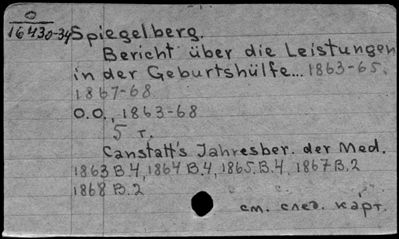 O
16430-34
Spiegelberg.
Bericht über die Leistungen
in der Geburtshülfe... 1863-65.
1867-68
O.O., 1863-68
5 т.
Canstatt's Jahresber. der Med.
1863 B.4, 1864 B.4, 1865.B.4, 1867 B.2
1868 B.2
см. след. карт.